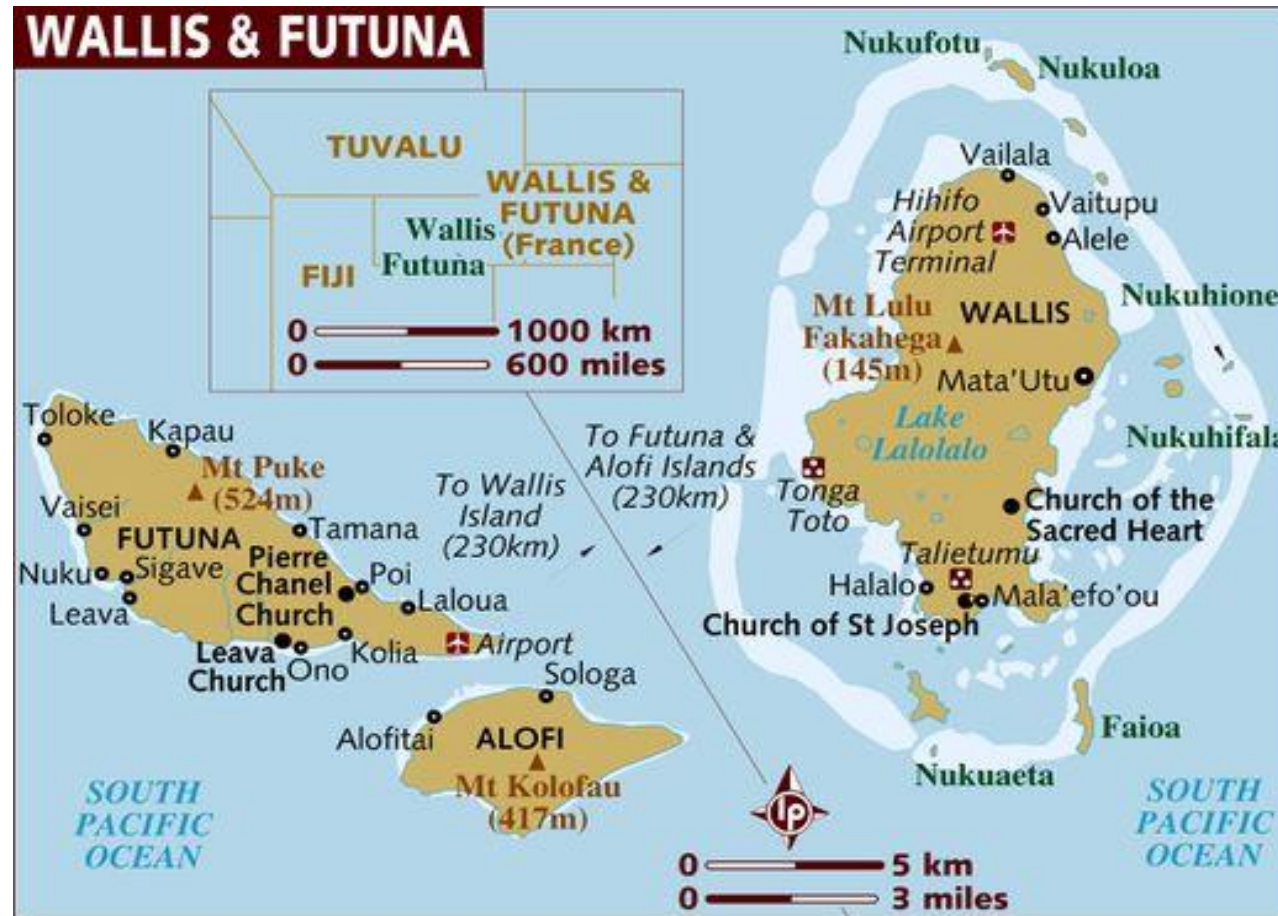 WALLIS & FUTUNA
TUVALU
WALLIS &
FUTUNA
(France)
Wallis
Futuna
FIJI
0 1000 km
0 600 miles
Nukufotu
Nukuloa
Vailala
Hihifo
Airport
Terminal
Vaitupu
Alele
Nukuhione
Mt Lulu
Fakahega
(145m)
WALLIS
Mata'Utu
Lake
Lalolalo
Nukuhifala
To Futuna &
Alofi Islands
(230km)
Tonga
Toto
Church of the
Sacred Heart
Talietumu
Halalo
Mala'efo'ou
Church of St Joseph
Faioa
Nukuaeta
SOUTH
PACIFIC
OCEAN
Toloke
Kapau
Mt Puke
(524m)
To Wallis
Island
(230km)
Vaisei
FUTUNA
Tamana
Pierre
Chanel
Church
Nuku
Sigave
Poi
Leava
Laloua
Leava
Church
Ono
Kolia
Airport
Sologa
Alofitai
ALOFI
Mt Kolofau
(417m)
SOUTH
PACIFIC
OCEAN
lp
0 5 km
0 3 miles